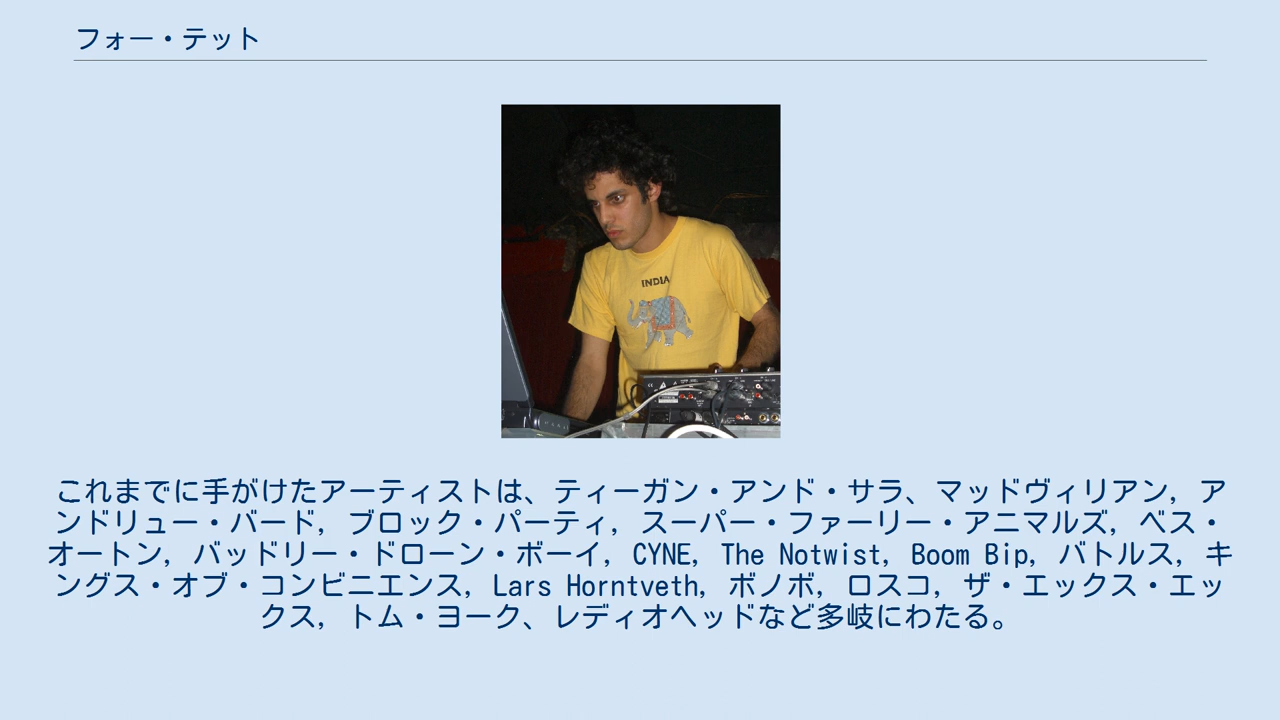 フォー・テット
INDIA
これまでに手がけたアーティストは、ティーガン・アンド・サラ、マッドヴィリアン, ア
ンドリュー・バード, ブロック・パーティ, スーパー・ファーリー・アニマルズ, ベス・
オートン, バッドリー・ドローン・ボーイ, CYNE, The Notwist, Boom Bip, バトルス, キ
ングス・オブ・コンビニエンス, Lars Horntveth, ボノボ, ロスコ, ザ・エックス・エッ
クス, トム・ヨーク、レディオヘッドなど多岐にわたる。